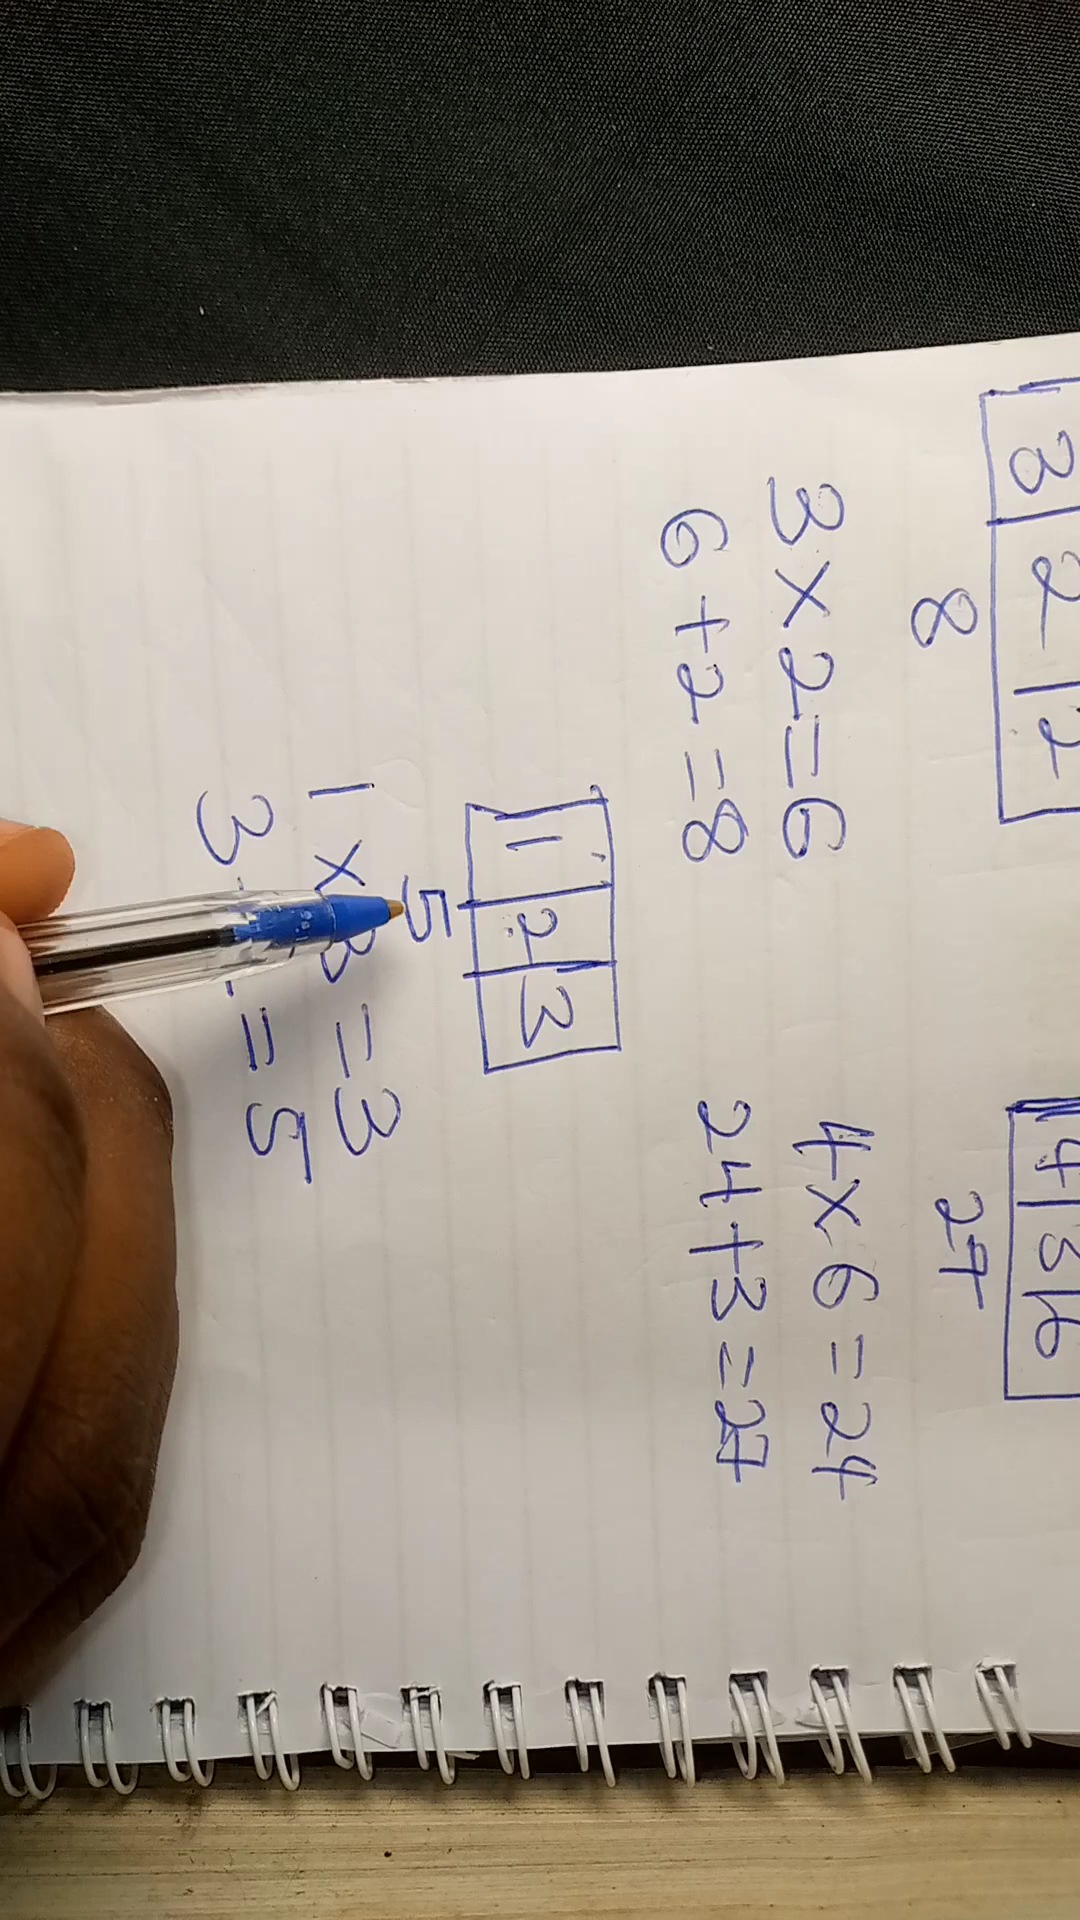 3 2 2
8
3 x 2 = 6
6 + 2 = 8
4 3 6
27
4 x 6 = 24
24 + 3 = 27
1 2 3
5
1 x 3 = 3
3 = 5